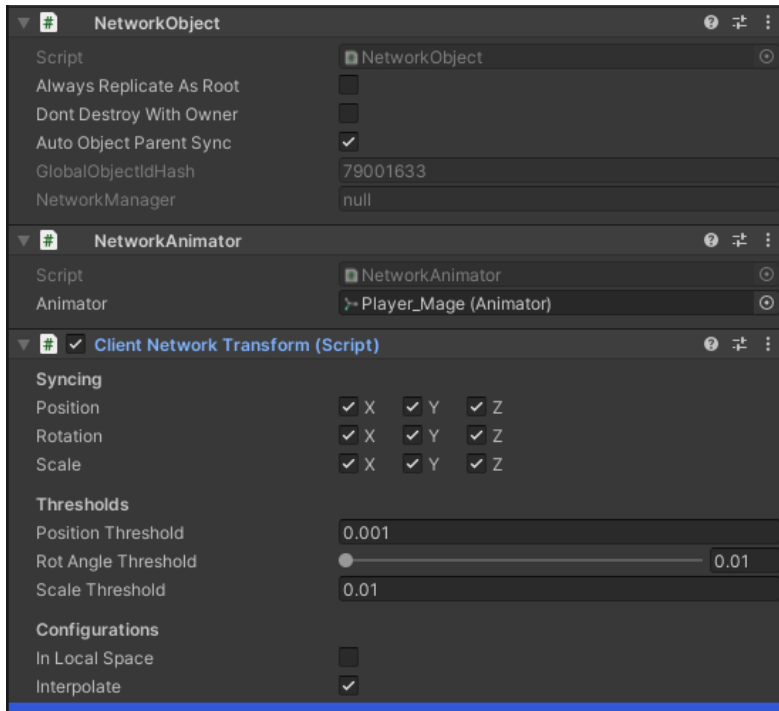 # NetworkObject
Script NetworkObject
Always Replicate As Root
Dont Destroy With Owner
Auto Object Parent Sync
GlobalObjectIdHash 79001633
NetworkManager null
# NetworkAnimator
Script NetworkAnimator
Animator Player_Mage (Animator)
# Client Network Transform (Script)
Syncing
Position X Y Z
Rotation X Y Z
Scale X Y Z
Thresholds
Position Threshold 0.001
Rot Angle Threshold 0.01
Scale Threshold 0.01
Configurations
In Local Space
Interpolate